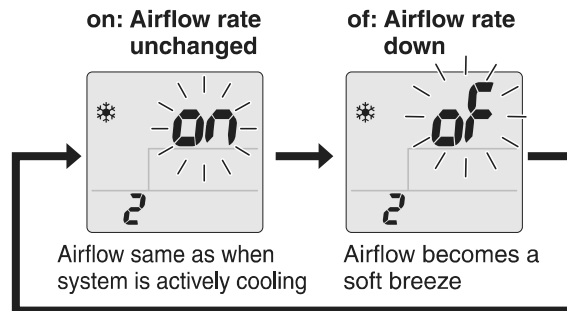 on: Airflow rate
unchanged
of: Airflow rate
down
on
2
oF
2
Airflow same as when
system is actively cooling
Airflow becomes a
soft breeze